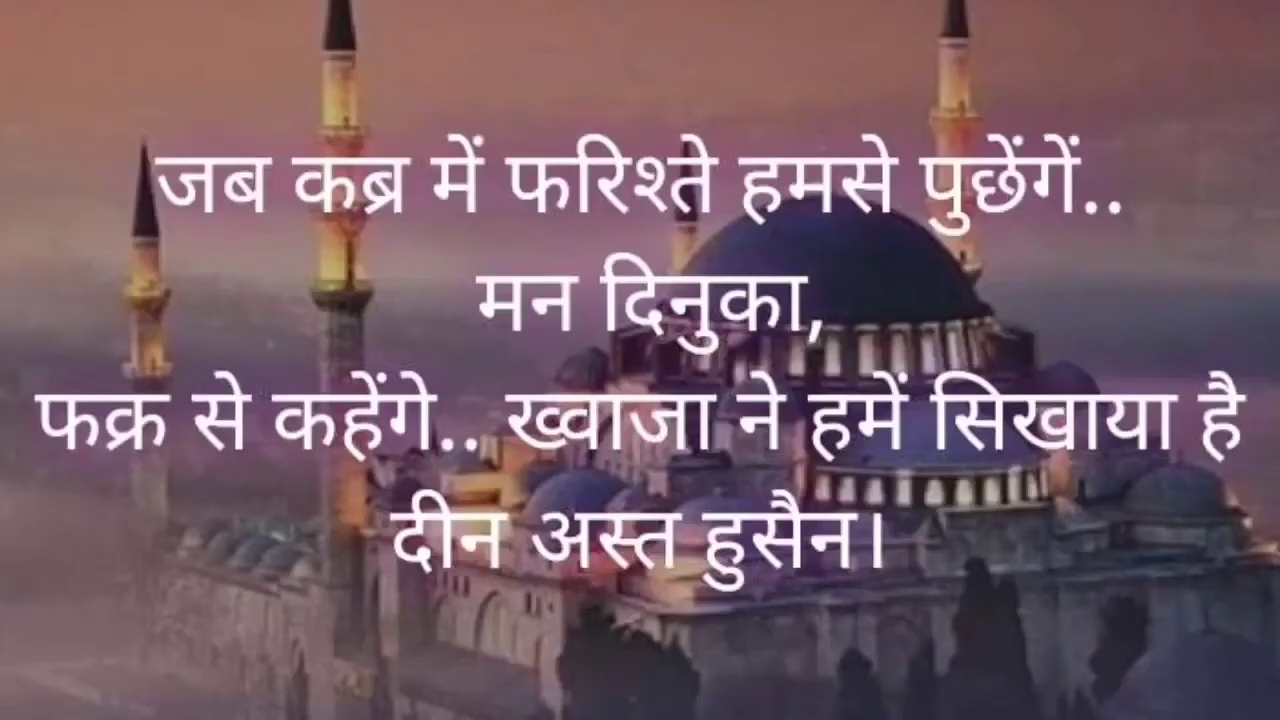 जब कब्र में फरिश्ते हमसे पुछेंगें..
मन दिनुका,
फक्र से कहेंगे.. ख्वाजा ने हमें सिखाया है
दीन अस्त हुसैन।